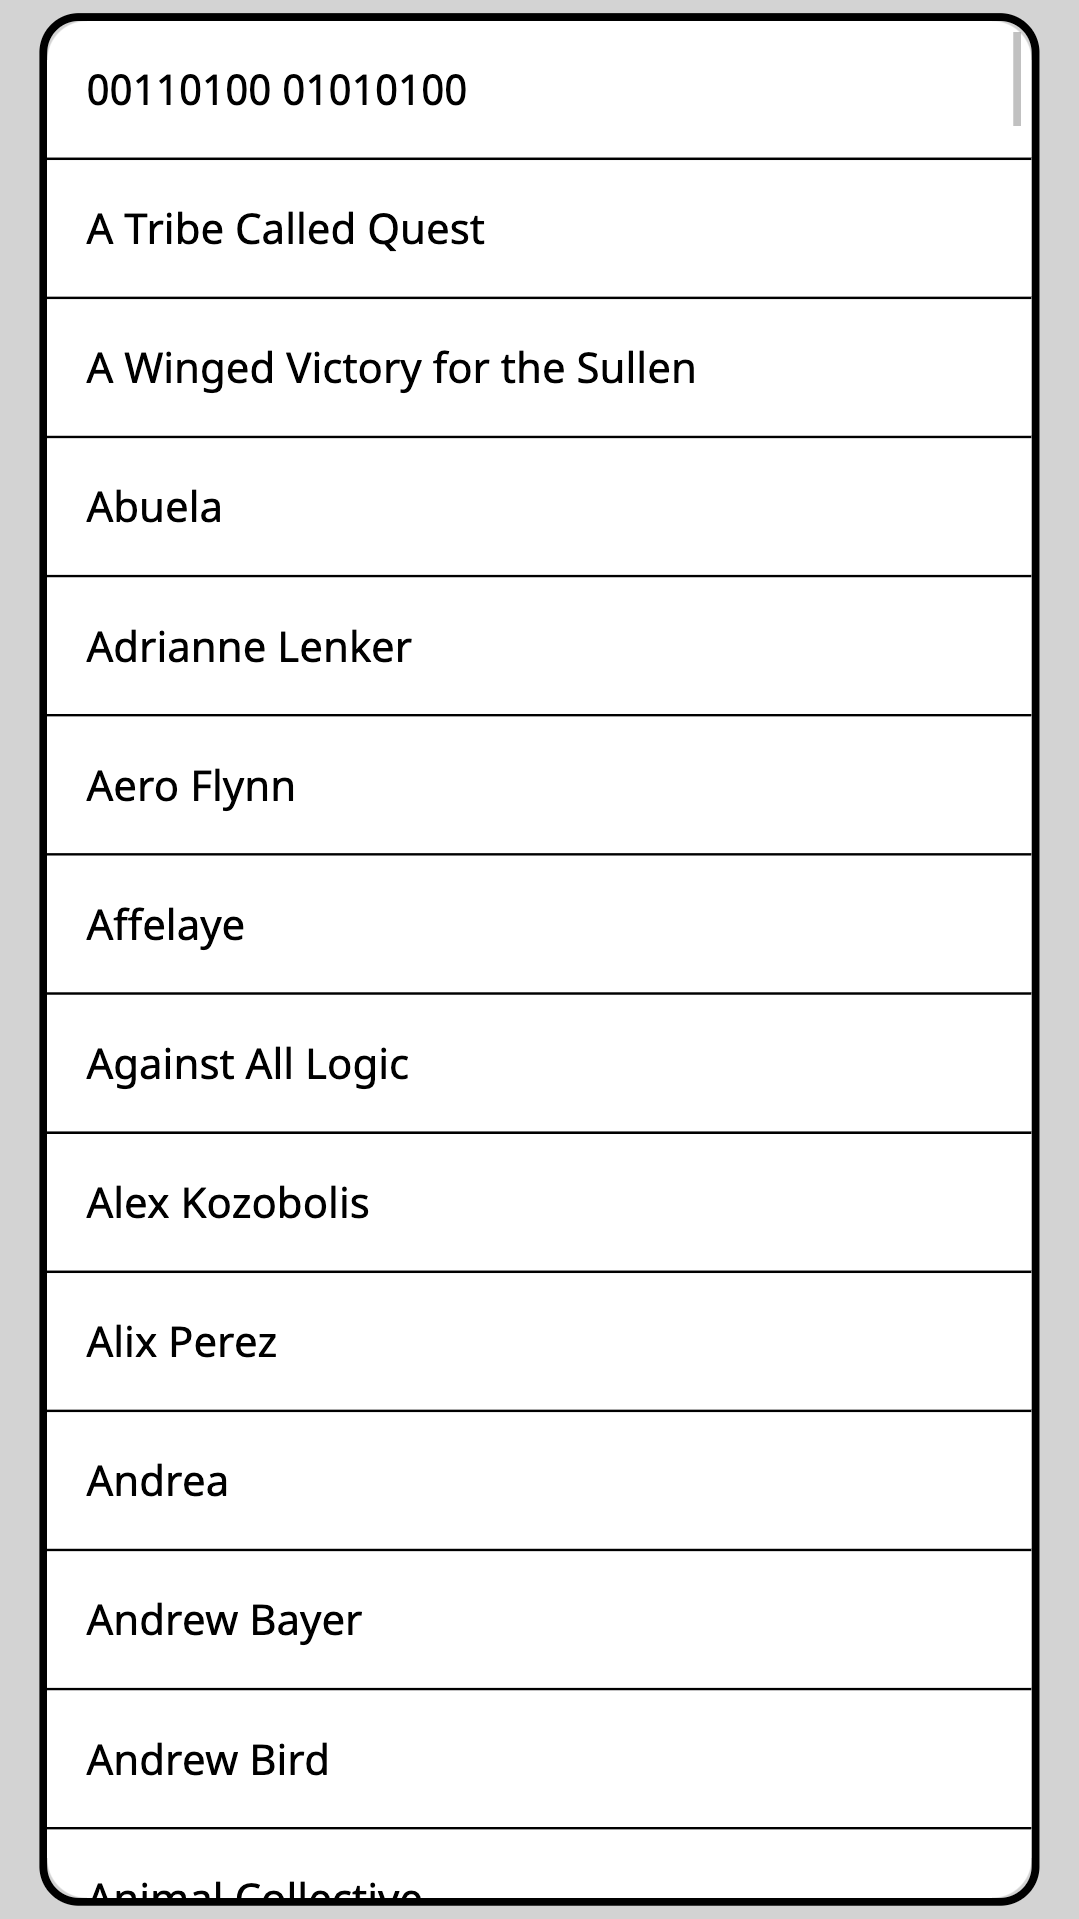 00110100 01010100
A Tribe Called Quest
A Winged Victory for the Sullen
Abuela
Adrianne Lenker
Aero Flynn
Affelaye
Against All Logic
Alex Kozobolis
Alix Perez
Andrea
Andrew Bayer
Andrew Bird
Animal Collective